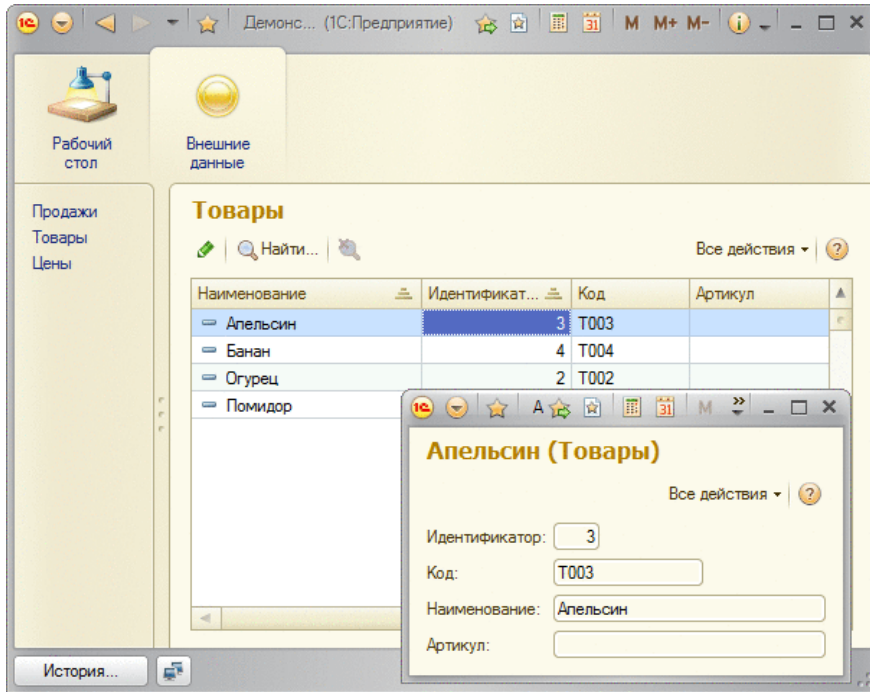 Демонс... (1С:Предприятие) M M+ M-
Рабочий стол
Внешние данные
Продажи
Товары
Цены
Товары
Найти... Все действия
Наименование Идентификат... Код Артикул
Апельсин 3 Т003
Банан 4 Т004
Огурец 2 Т002
Помидор
А 31 M
Апельсин (Товары)
Все действия
Идентификатор: 3
Код: Т003
Наименование: Апельсин
Артикул:
История...